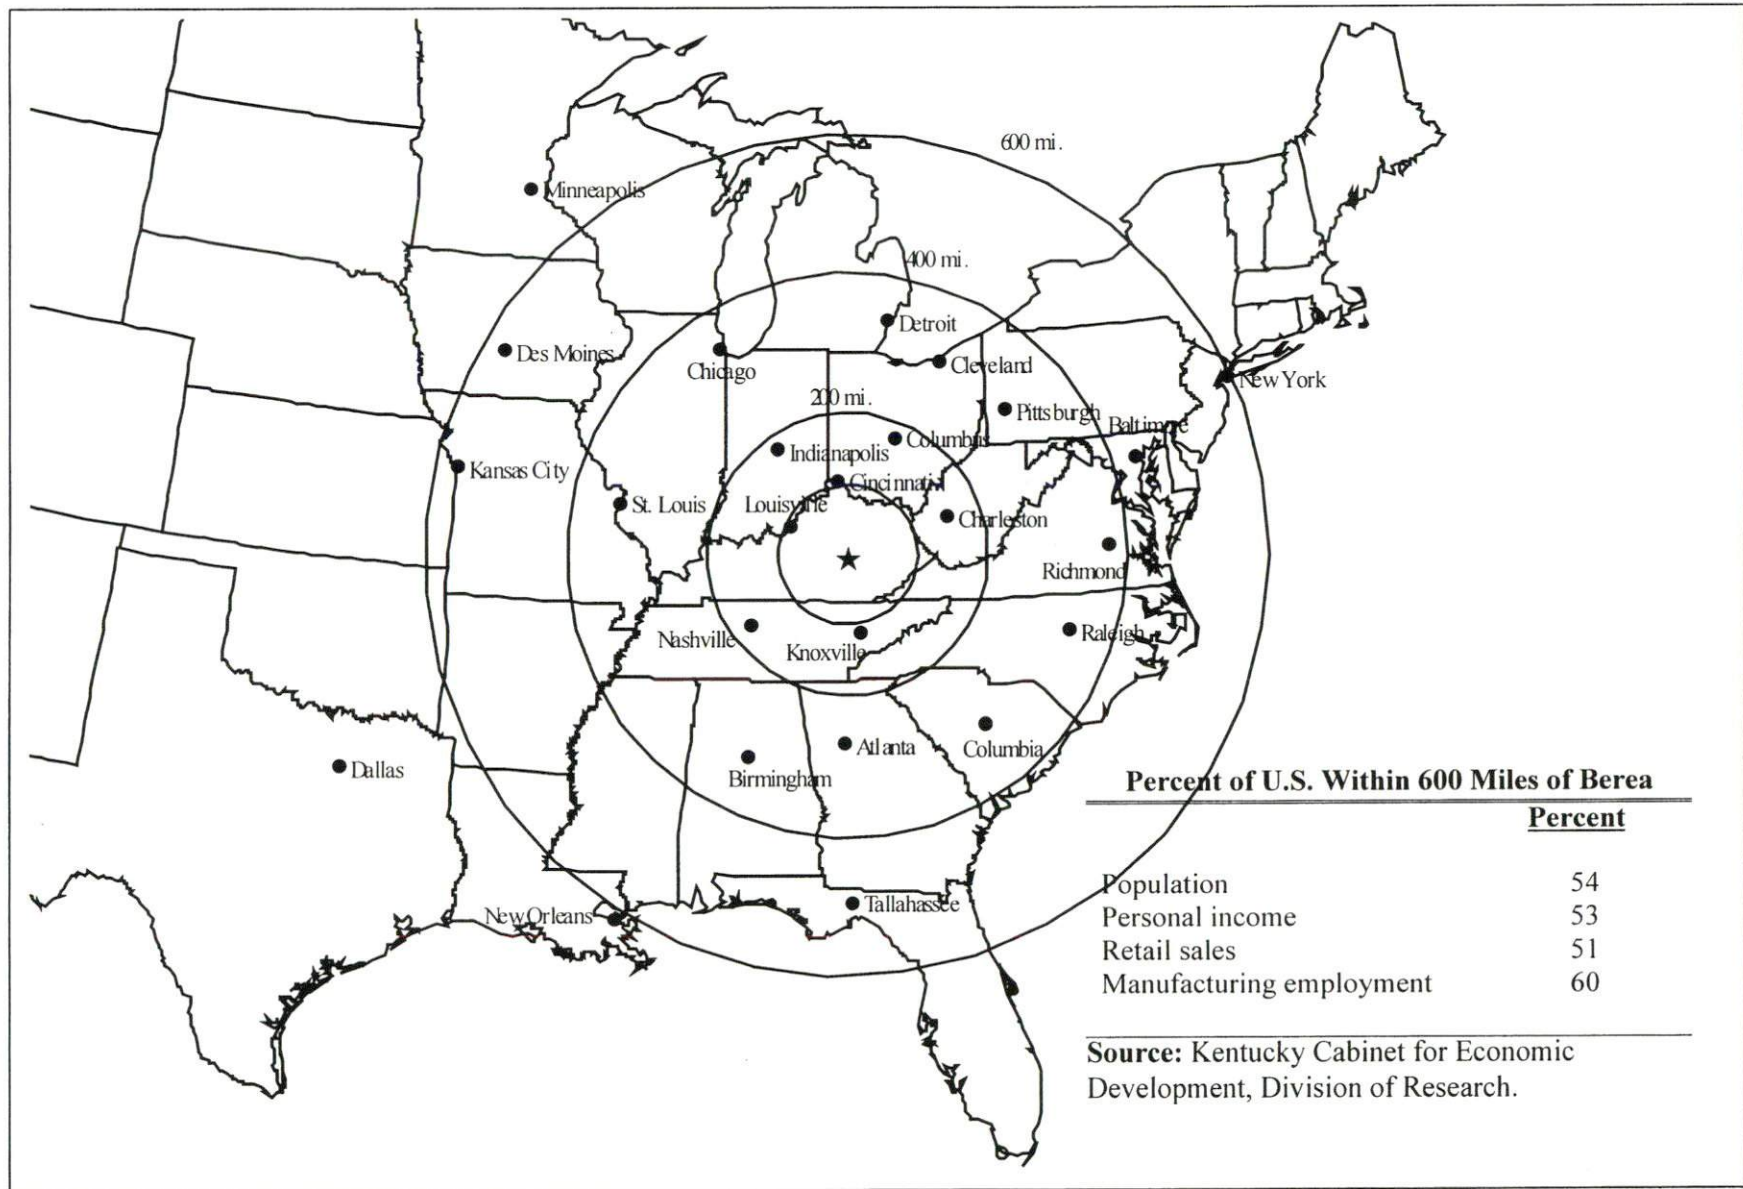 600 mi.
Minneapolis
400 mi.
Detroit
Des Moines
Chicago
Cleveland
New York
200 mi.
Pittsburgh
Baltimore
Columbus
Indianapolis
Kansas City
Cincinnati
St. Louis
Louisville
Charleston
Richmond
Nashville
Knoxville
Raleigh
Atlanta
Columbia
Dallas
Birmingham
New Orleans
Tallahassee
Percent of U.S. Within 600 Miles of Berea
Percent
Population 54
Personal income 53
Retail sales 51
Manufacturing employment 60
Source: Kentucky Cabinet for Economic
Development, Division of Research.